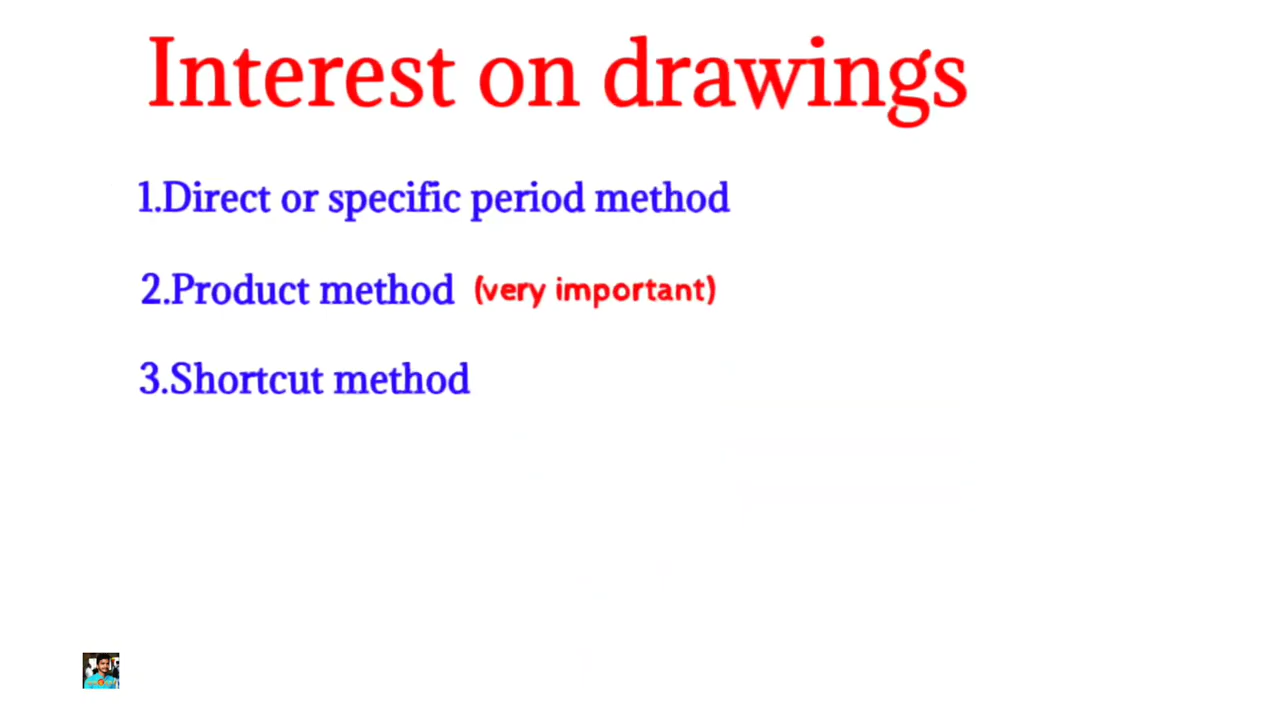 Interest on drawings
1.Direct or specific period method
2.Product method (very important)
3.Shortcut method